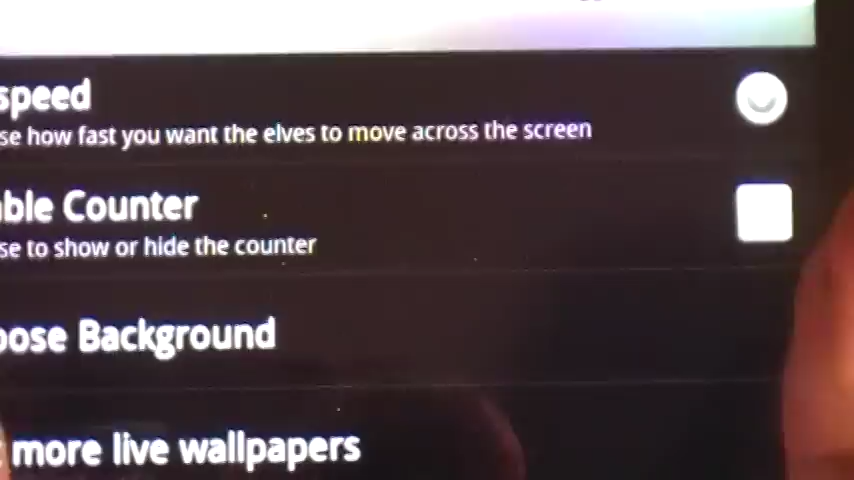 speed
se how fast you want the elves to move across the screen
ble Counter
se to show or hide the counter
oose Background
more live wallpapers